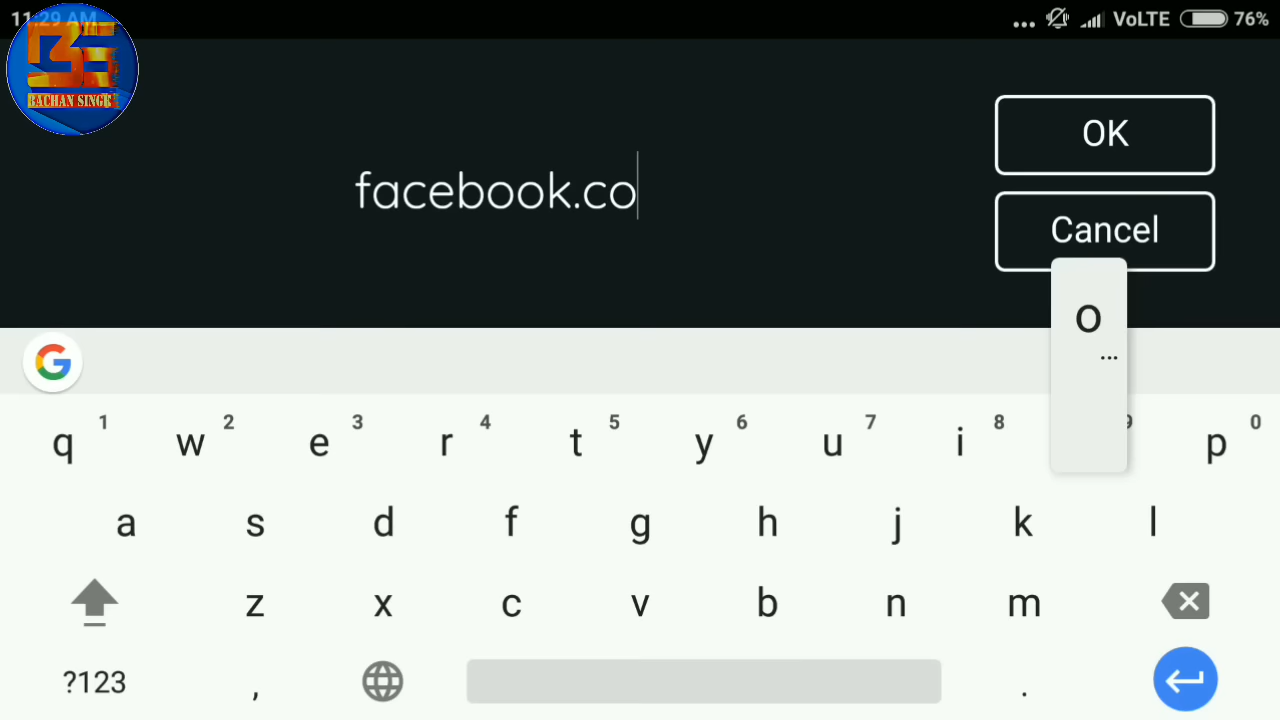 11:29 AM
... VoLTE 76%
BACHAN SINGH
OK
facebook.co
Cancel
o
...
G
1 2 3 4 5 6 7 8 9 0
q w e r t y u i p
a s d f g h j k l
z x c v b n m
?123 , .